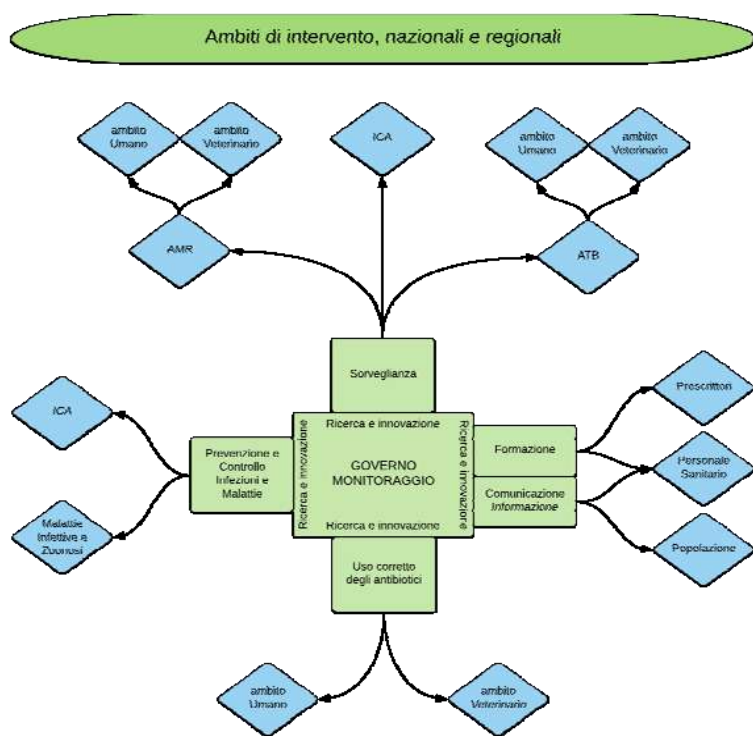 Ambiti di intervento, nazionali e regionali
ambito
Umano
ambito
Veterinario
ICA
ambito
Umano
ambito
Veterinario
AMR
ATB
Sorveglianza
ICA
Prescrittori
Prevenzione e
Controllo
Infezioni e
Malattie
Ricerca e innovazione
Ricerca e innovazione
GOVERNO
MONITORAGGIO
Ricerca e innovazione
Ricerca e innovazione
Formazione
Comunicazione
Informazione
Personale
Sanitario
Malattie
Infettive e
Zoonosi
Popolazione
Uso corretto
degli antibiotici
ambito
Umano
ambito
Veterinario